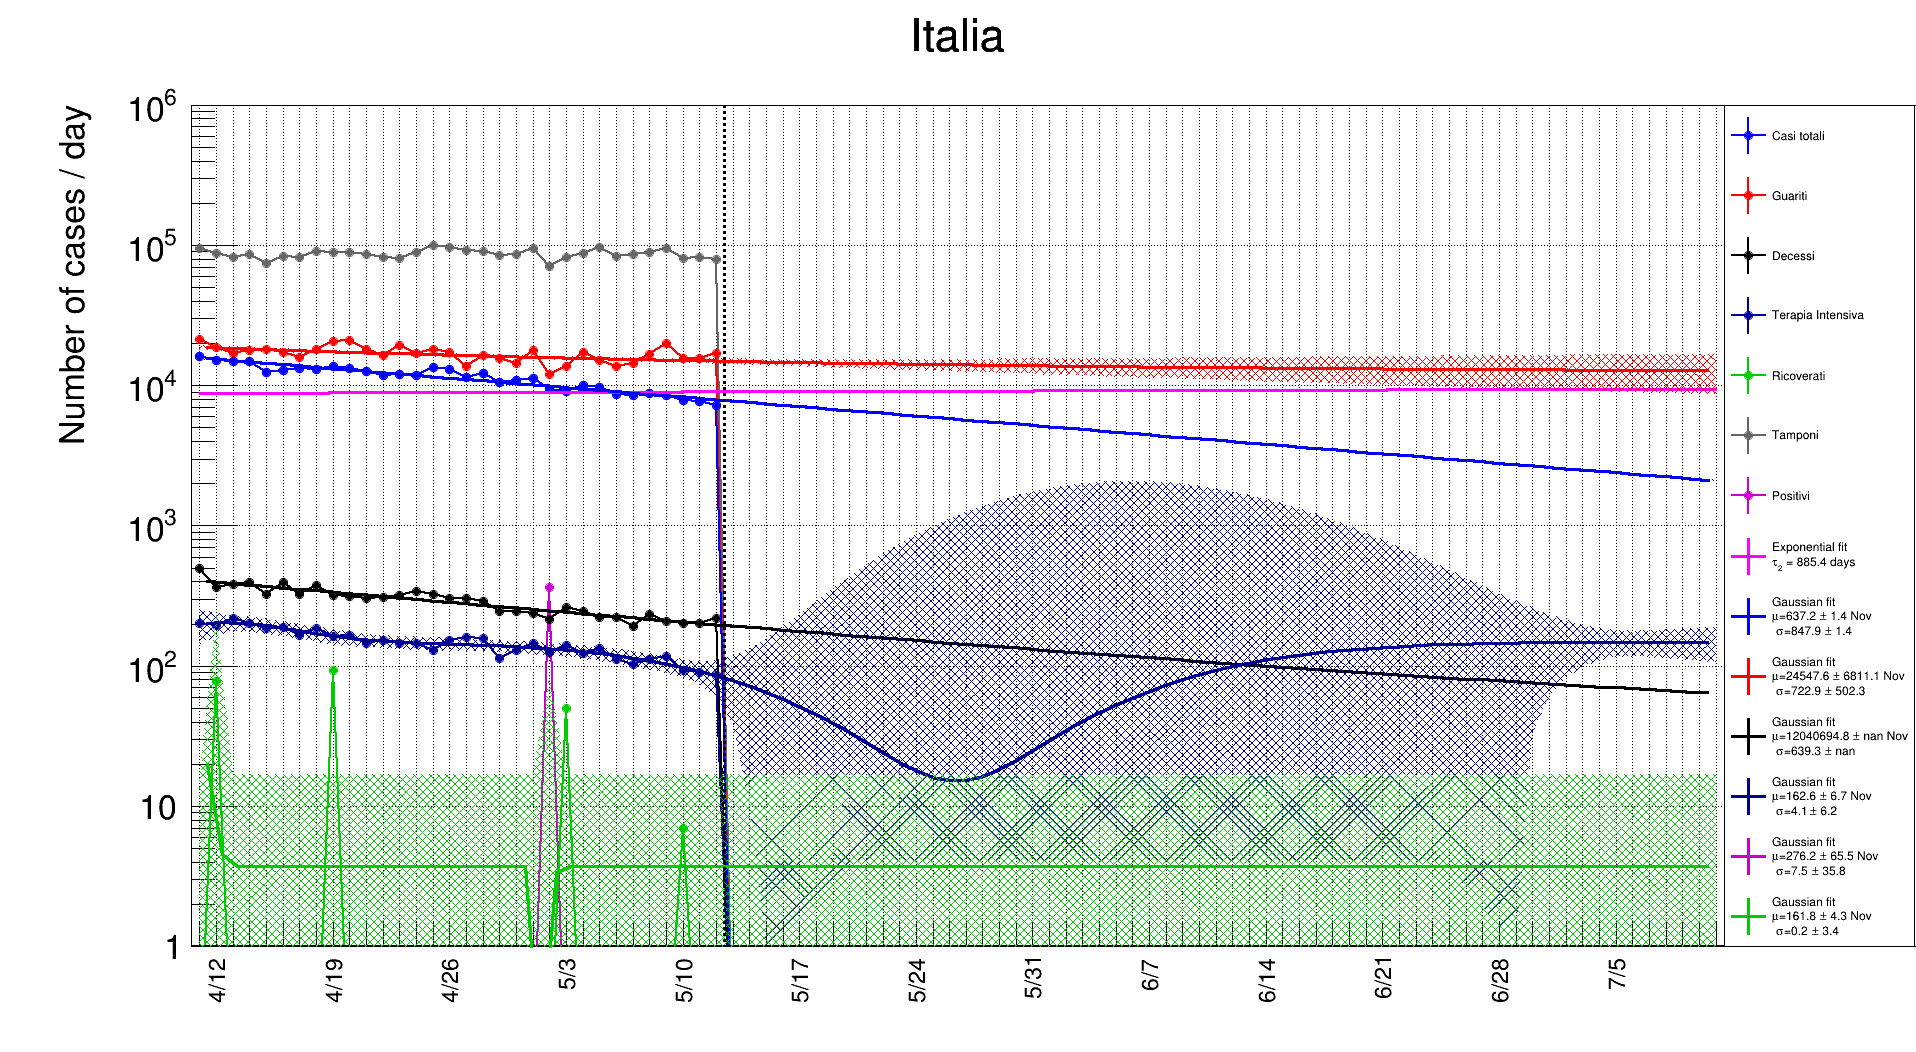 Italia
Number of cases / day
10^6
10^5
10^4
10^3
10^2
10
1
4/12
4/19
4/26
5/3
5/10
5/17
5/24
5/31
6/7
6/14
6/21
6/28
7/5
Casi totali
Guariti
Decessi
Terapia Intensiva
Ricoverati
Tamponi
Positivi
Exponential fit
τ_2 = 885.4 days
Gaussian fit
μ=637.2 ± 1.4 Nov
σ=847.9 ± 1.4
Gaussian fit
μ=24547.6 ± 6811.1 Nov
σ=722.9 ± 502.3
Gaussian fit
μ=12040694.8 ± nan Nov
σ=639.3 ± nan
Gaussian fit
μ=162.6 ± 6.7 Nov
σ=4.1 ± 6.2
Gaussian fit
μ=276.2 ± 65.5 Nov
σ=7.5 ± 35.8
Gaussian fit
μ=161.8 ± 4.3 Nov
σ=0.2 ± 3.4